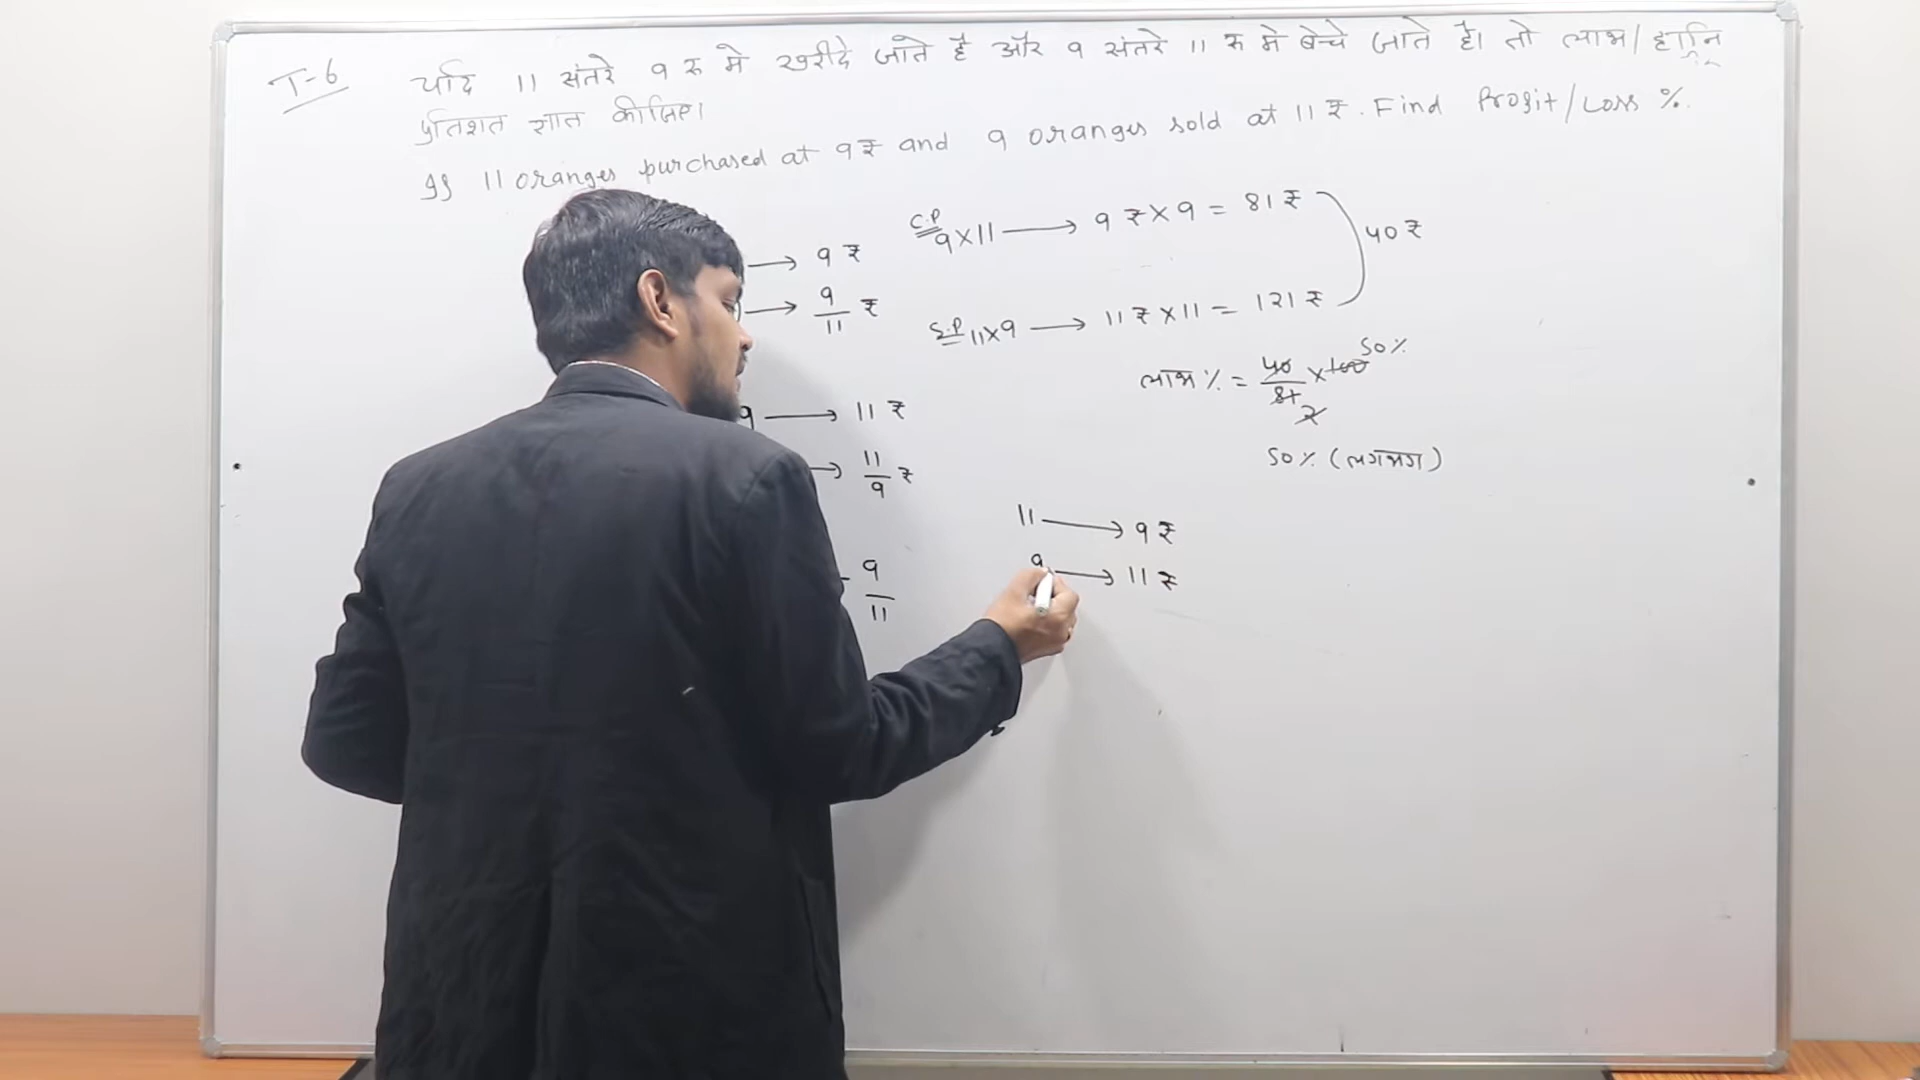 T-6
यदि 11 संतरे 9 रु मे खरीदे जाते है और 9 संतरे 11 रु मे बेचे जाते है। तो लाभ/हानि
प्रतिशत ज्ञात कीजिए।
If 11 oranges purchased at 9₹ and 9 oranges sold at 11₹. Find Profit/Loss %.
→ 9 ₹
→ 9/11 ₹
9 → 11 ₹
→ 11/9 ₹
- 9/11
C.P
9×11 → 9 ₹ × 9 = 81 ₹
40 ₹
S.P 11×9 → 11 ₹ × 11 = 121 ₹
लाभ % = 40/81 × 100 50%
2
50% (लगभग)
11 → 9 ₹
9 → 11 ₹